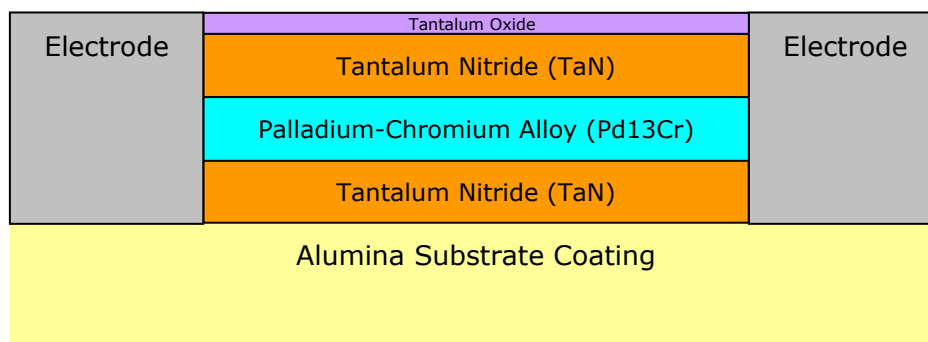 Tantalum Oxide
Electrode
Electrode
Tantalum Nitride (TaN)
Palladium-Chromium Alloy (Pd13Cr)
Tantalum Nitride (TaN)
Alumina Substrate Coating